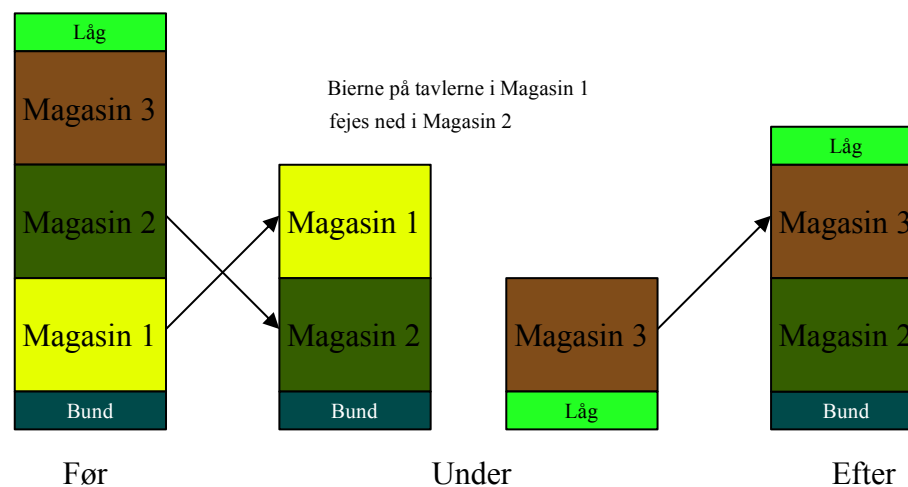 Låg
Magasin 3
Magasin 2
Magasin 1
Bund
Før
Bierne på tavlerne i Magasin 1
fejes ned i Magasin 2
Magasin 1
Magasin 2
Bund
Magasin 3
Låg
Under
Låg
Magasin 3
Magasin 2
Bund
Efter